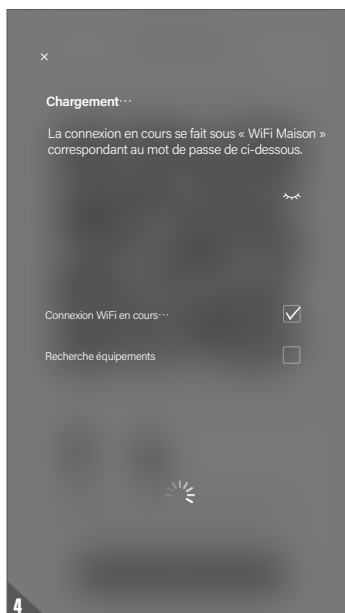 ×
Chargement···
La connexion en cours se fait sous « WiFi Maison »
correspondant au mot de passe de ci-dessous.
Connexion WiFi en cours···
Recherche équipements
4